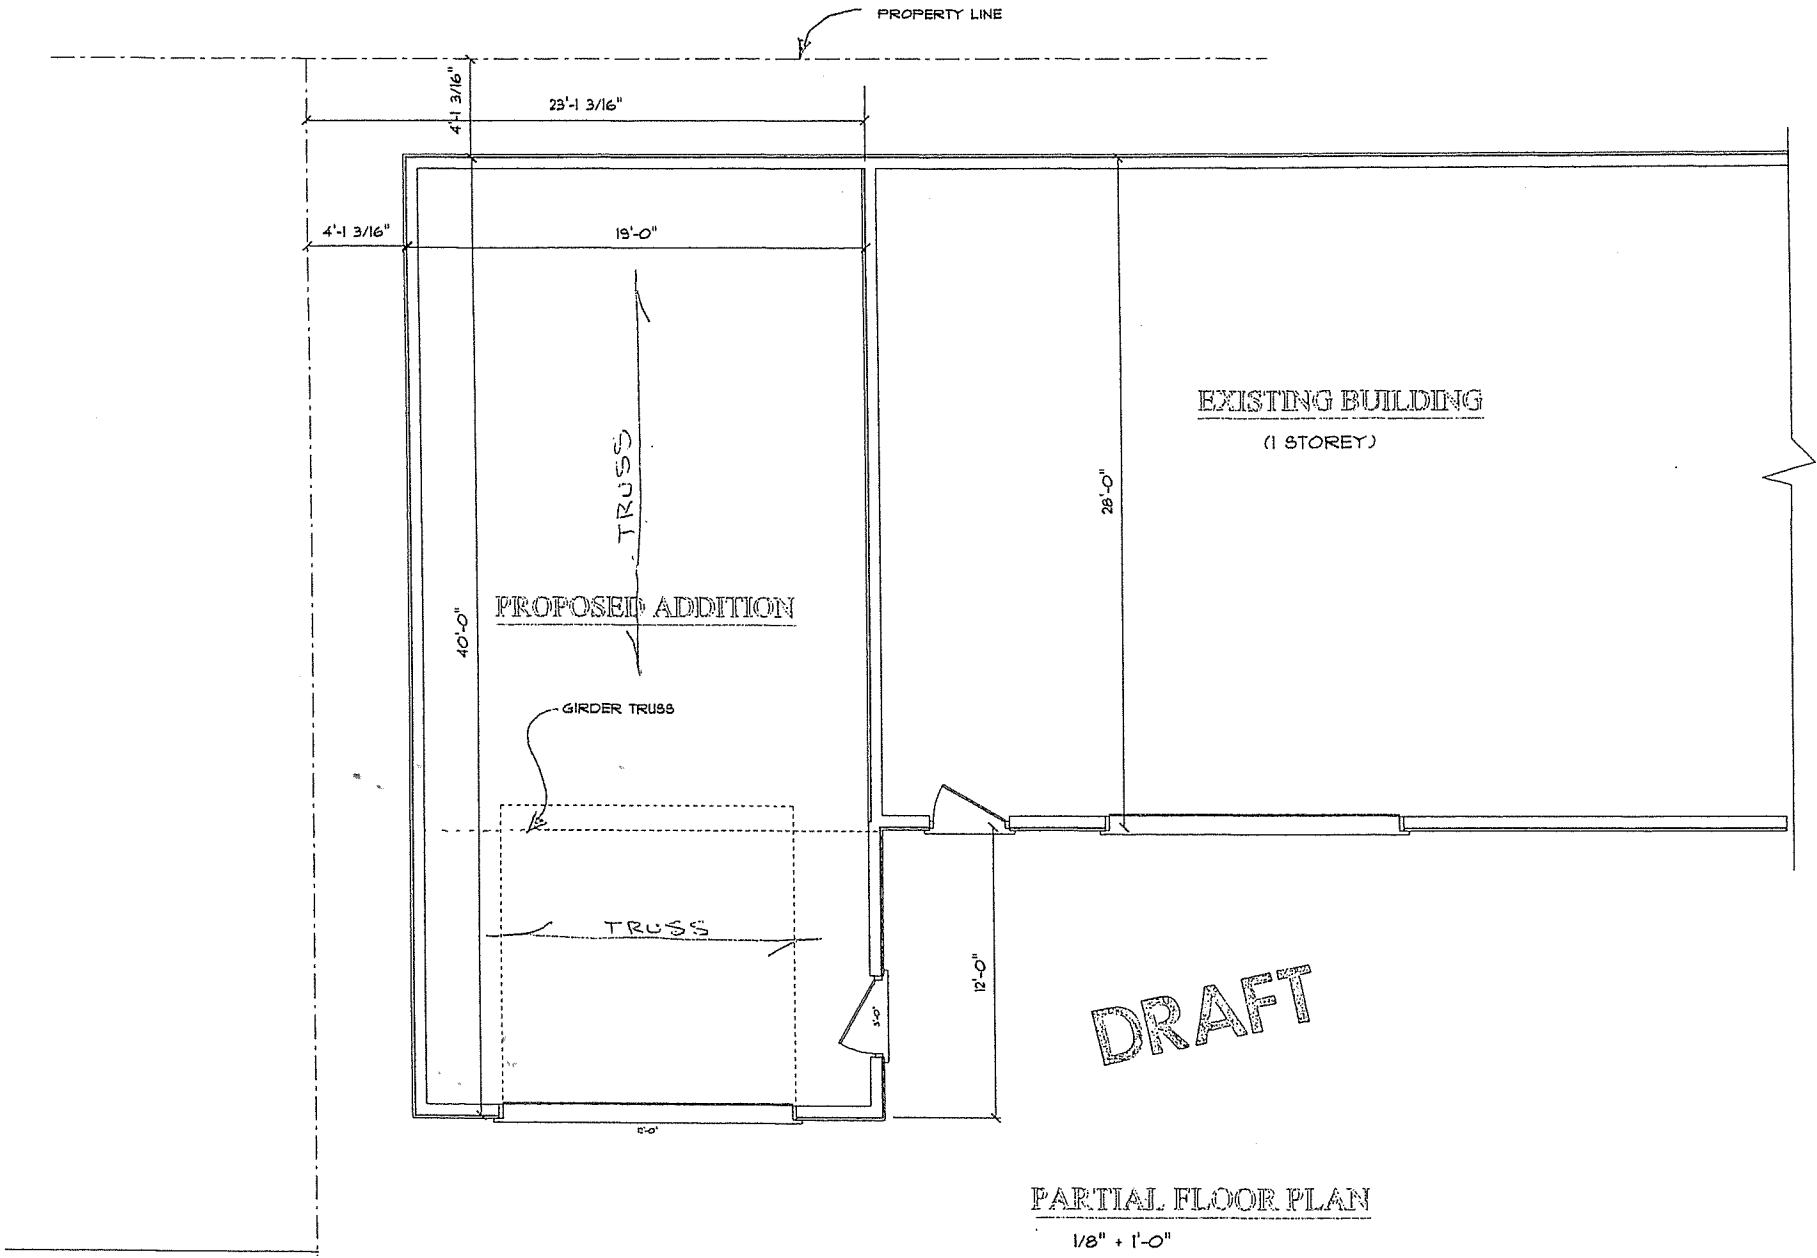 PROPERTY LINE
4'-1 3/16"
23'-1 3/16"
4'-1 3/16"
19'-0"
TRUSS
EXISTING BUILDING
(1 STOREY)
28'-0"
PROPOSED ADDITION
40'-0"
GIRDER TRUSS
TRUSS
12'-0"
3'-0"
DRAFT
PARTIAL FLOOR PLAN
1/8" + 1'-0"